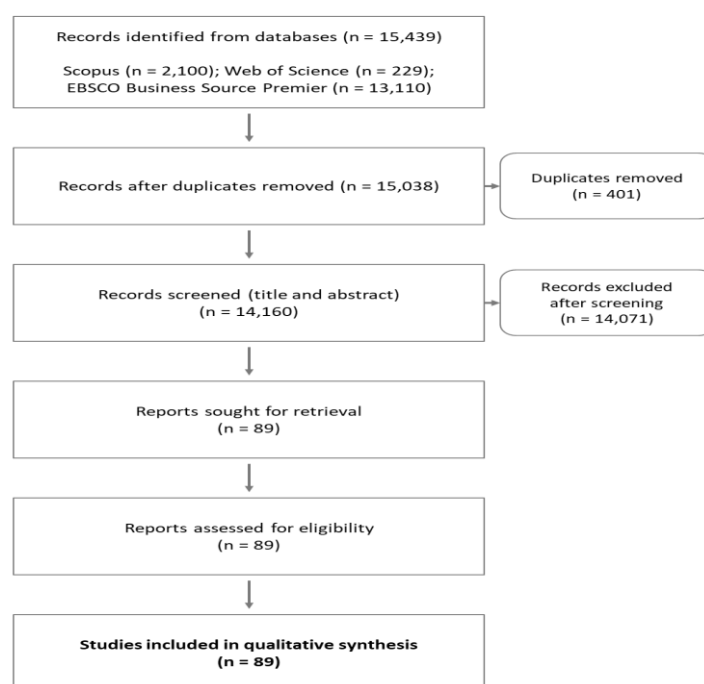 Records identified from databases (n = 15,439)
Scopus (n = 2,100); Web of Science (n = 229);
EBSCO Business Source Premier (n = 13,110)
Records after duplicates removed (n = 15,038)
Duplicates removed
(n = 401)
Records screened (title and abstract)
(n = 14,160)
Records excluded
after screening
(n = 14,071)
Reports sought for retrieval
(n = 89)
Reports assessed for eligibility
(n = 89)
Studies included in qualitative synthesis
(n = 89)